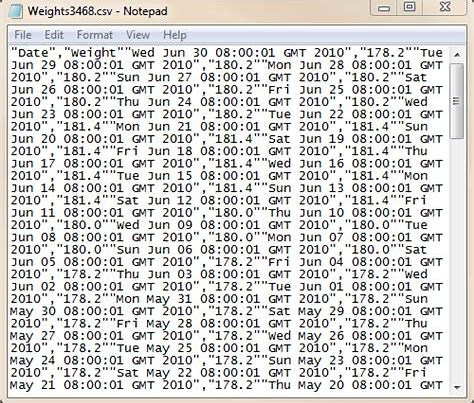 Weights3468.csv - Notepad
File Edit Format View Help
"Date","Weight""Wed Jun 30 08:00:01 GMT 2010","178.2""Tue
Jun 29 08:00:01 GMT 2010","180.2""Mon Jun 28 08:00:01 GMT
2010","180.2""Sun Jun 27 08:00:01 GMT 2010","180.2""Sat
Jun 26 08:00:01 GMT 2010","180.2""Fri Jun 25 08:00:01 GMT
2010","180.2""Thu Jun 24 08:00:01 GMT 2010","180.2""Wed
Jun 23 08:00:01 GMT 2010","180.2""Tue Jun 22 08:00:01 GMT
2010","181.4""Mon Jun 21 08:00:01 GMT 2010","181.4""Sun
Jun 20 08:00:01 GMT 2010","181.4""Sat Jun 19 08:00:01 GMT
2010","181.4""Fri Jun 18 08:00:01 GMT 2010","181.4""Thu
Jun 17 08:00:01 GMT 2010","181.4""Wed Jun 16 08:00:01 GMT
2010","181.4""Tue Jun 15 08:00:01 GMT 2010","181.4""Mon
Jun 14 08:00:01 GMT 2010","181.4""Sun Jun 13 08:00:01 GMT
2010","181.4""Sat Jun 12 08:00:01 GMT 2010","181.4""Fri
Jun 11 08:00:01 GMT 2010","180.0""Thu Jun 10 08:00:01 GMT
2010","180.0""Wed Jun 09 08:00:01 GMT 2010","180.0""Tue
Jun 08 08:00:01 GMT 2010","180.0""Mon Jun 07 08:00:01 GMT
2010","180.0""Sun Jun 06 08:00:01 GMT 2010","180.0""Sat
Jun 05 08:00:01 GMT 2010","178.2""Fri Jun 04 08:00:01 GMT
2010","178.2""Thu Jun 03 08:00:01 GMT 2010","178.2""Wed
Jun 02 08:00:01 GMT 2010","178.2""Tue Jun 01 08:00:01 GMT
2010","178.2""Mon May 31 08:00:01 GMT 2010","178.2""Sun
May 30 08:00:01 GMT 2010","178.2""Sat May 29 08:00:01 GMT
2010","178.2""Fri May 28 08:00:01 GMT 2010","178.2""Thu
May 27 08:00:01 GMT 2010","178.2""Wed May 26 08:00:01 GMT
2010","178.2""Tue May 25 08:00:01 GMT 2010","178.2""Mon
May 24 08:00:01 GMT 2010","178.2""Sun May 23 08:00:01 GMT
2010","178.2""Sat May 22 08:00:01 GMT 2010","178.2""Fri
May 21 08:00:01 GMT 2010","178.2""Thu May 20 08:00:01 GMT